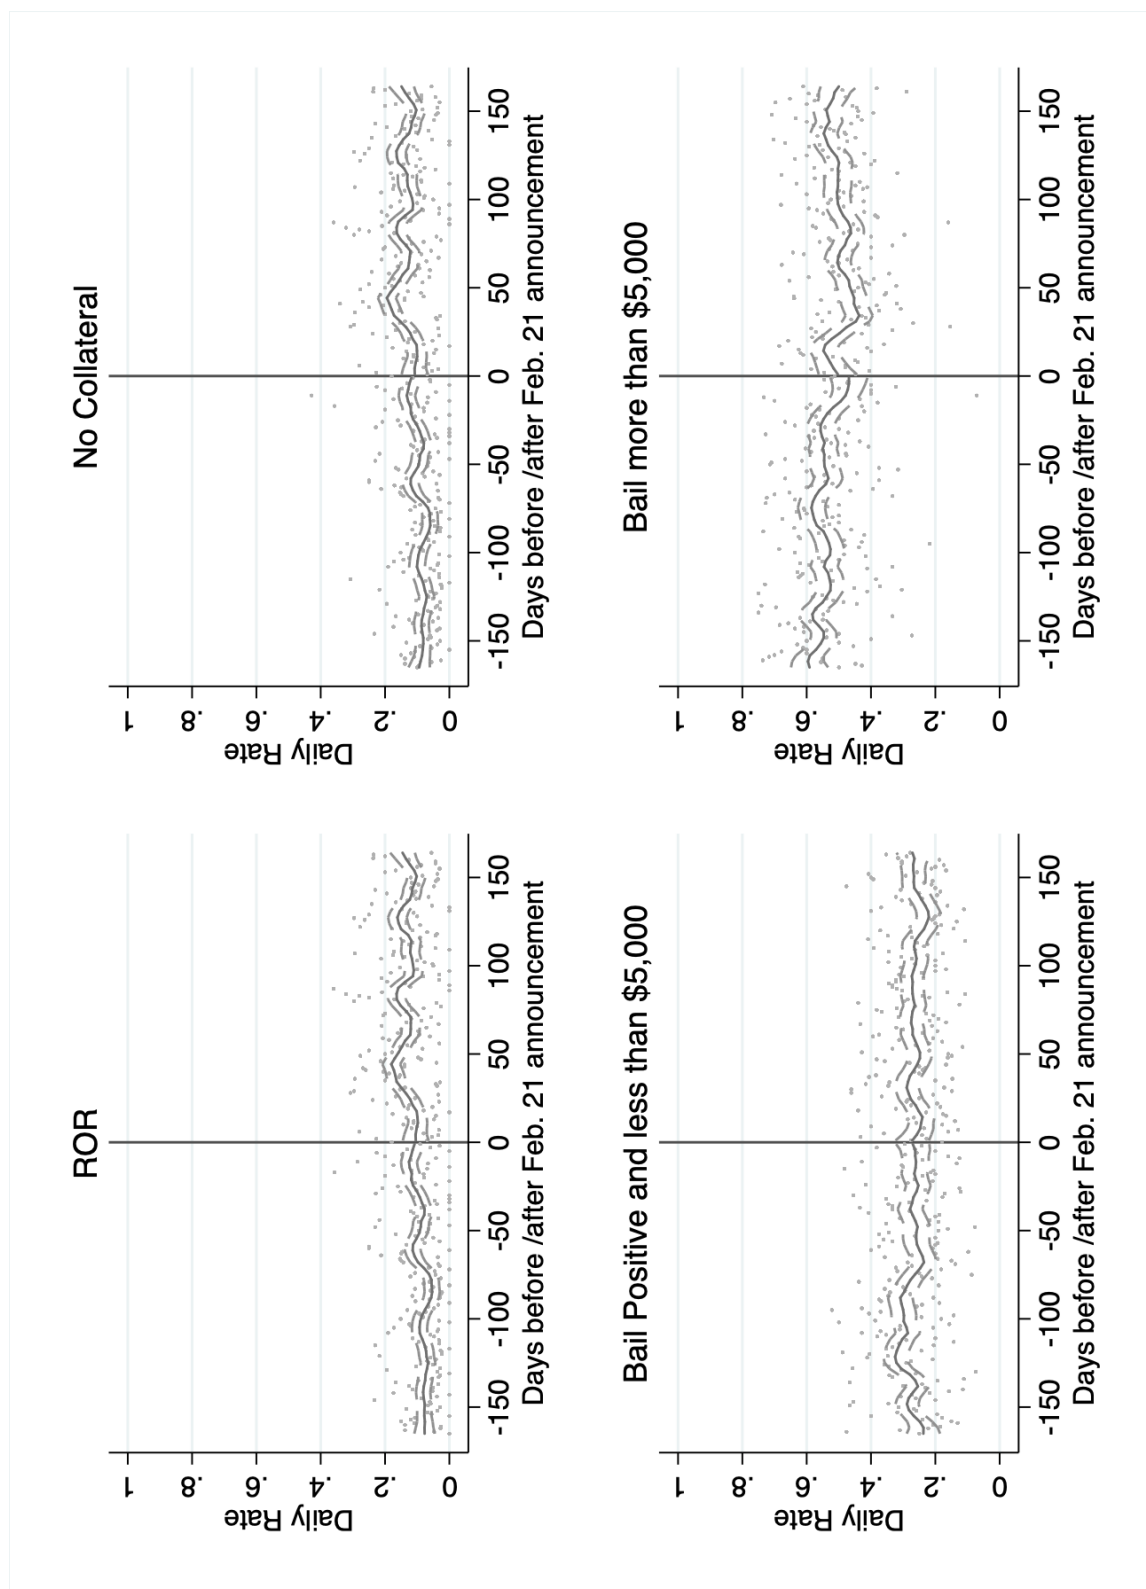 ROR
Daily Rate
1
.8
.6
.4
.2
0
-150 -100 -50 0 50 100 150
Days before /after Feb. 21 announcement
No Collateral
Daily Rate
1
.8
.6
.4
.2
0
-150 -100 -50 0 50 100 150
Days before /after Feb. 21 announcement
Bail Positive and less than $5,000
Daily Rate
1
.8
.6
.4
.2
0
-150 -100 -50 0 50 100 150
Days before /after Feb. 21 announcement
Bail more than $5,000
Daily Rate
1
.8
.6
.4
.2
0
-150 -100 -50 0 50 100 150
Days before /after Feb. 21 announcement